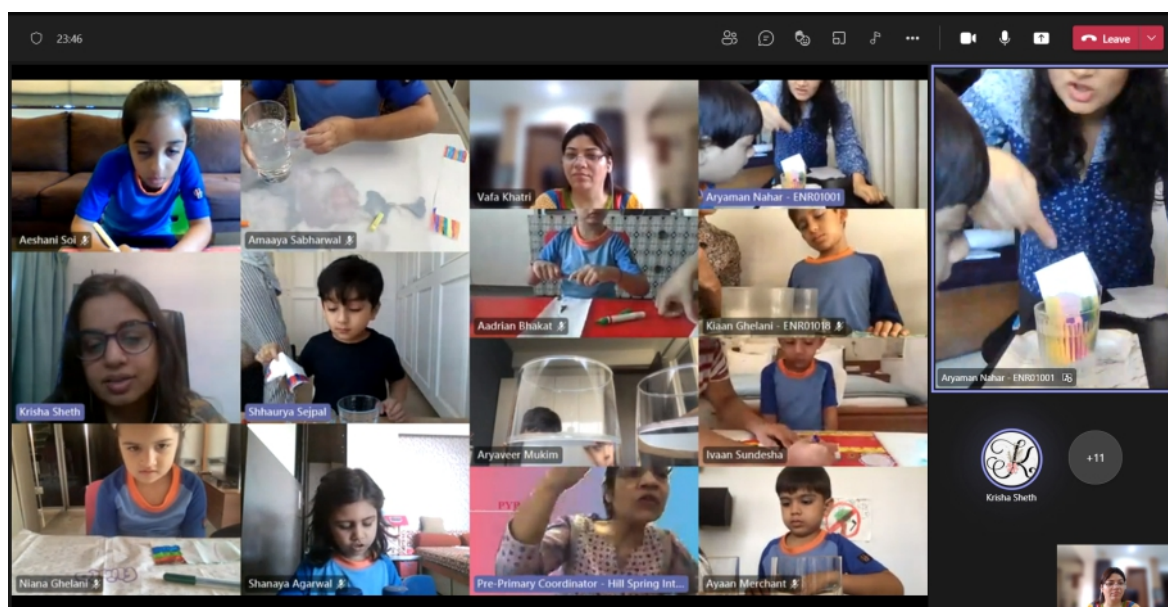 23:46
Leave
Aeshani Soi
Amaaya Sabharwal
Vafa Khatri
Aryaman Nahar - ENR01001
Aadrian Bhakat
Kiaan Ghelani - ENR01018
Aryaman Nahar - ENR01001
Krisha Sheth
Shhaurya Sejpal
Aryaveer Mukim
Ivaan Sundesha
+11
Krisha Sheth
PYP
Niana Ghelani
Shanaya Agarwal
Pre-Primary Coordinator - Hill Spring Int...
Ayaan Merchant